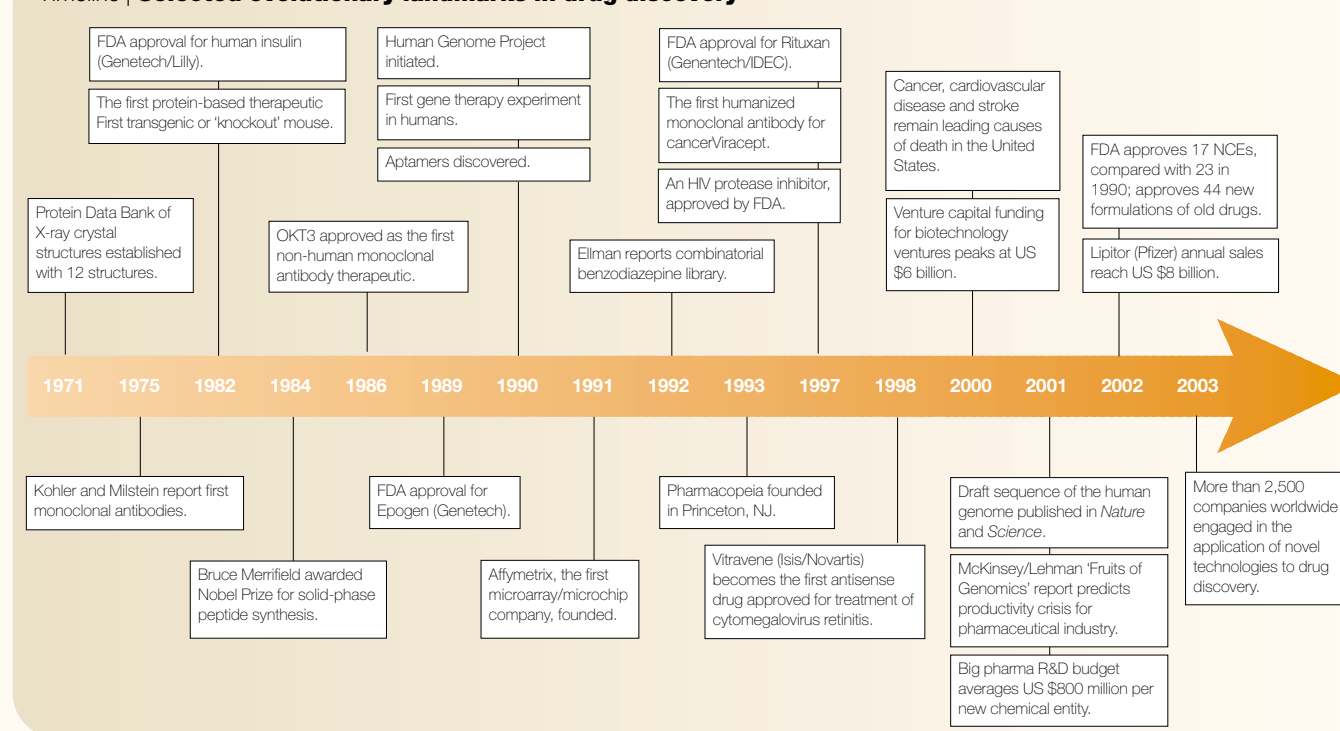 Timeline | Selected evolutionary landmarks in drug discovery
FDA approval for human insulin
(Genetech/Lilly).
The first protein-based therapeutic
First transgenic or ‘knockout’ mouse.
Human Genome Project
initiated.
First gene therapy experiment
in humans.
Aptamers discovered.
FDA approval for Rituxan
(Genentech/IDEC).
The first humanized
monoclonal antibody for
cancerViracept.
An HIV protease inhibitor,
approved by FDA.
Cancer, cardiovascular
disease and stroke
remain leading causes
of death in the United
States.
Venture capital funding
for biotechnology
ventures peaks at US
$6 billion.
FDA approves 17 NCEs,
compared with 23 in
1990; approves 44 new
formulations of old drugs.
Lipitor (Pfizer) annual sales
reach US $8 billion.
Protein Data Bank of
X-ray crystal
structures established
with 12 structures.
OKT3 approved as the first
non-human monoclonal
antibody therapeutic.
Ellman reports combinatorial
benzodiazepine library.
1971 1975 1982 1984 1986 1989 1990 1991 1992 1993 1997 1998 2000 2001 2002 2003
Kohler and Milstein report first
monoclonal antibodies.
Bruce Merrifield awarded
Nobel Prize for solid-phase
peptide synthesis.
FDA approval for
Epogen (Genetech).
Affymetrix, the first
microarray/microchip
company, founded.
Pharmacopeia founded
in Princeton, NJ.
Vitravene (Isis/Novartis)
becomes the first antisense
drug approved for treatment of
cytomegalovirus retinitis.
Draft sequence of the human
genome published in Nature
and Science.
McKinsey/Lehman ‘Fruits of
Genomics’ report predicts
productivity crisis for
pharmaceutical industry.
Big pharma R&D budget
averages US $800 million per
new chemical entity.
More than 2,500
companies worldwide
engaged in the
application of novel
technologies to drug
discovery.